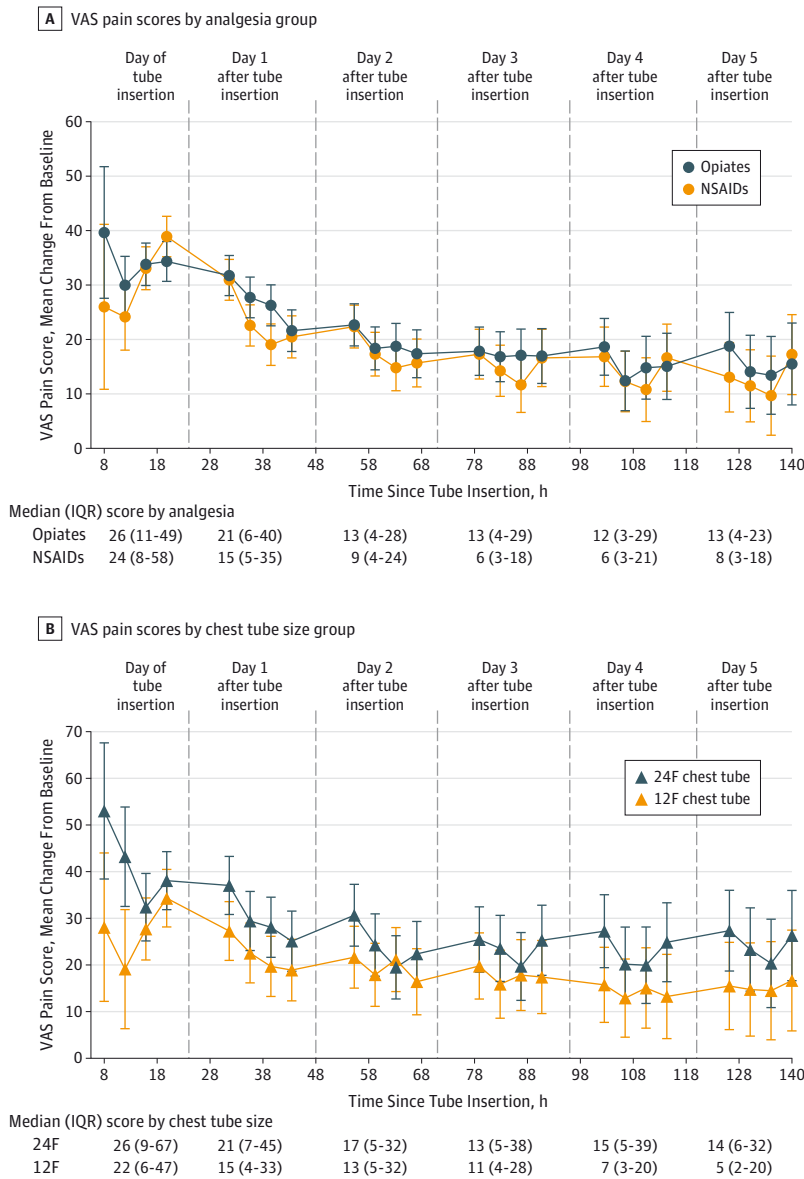 A VAS pain scores by analgesia group
Day of tube insertion
Day 1 after tube insertion
Day 2 after tube insertion
Day 3 after tube insertion
Day 4 after tube insertion
Day 5 after tube insertion
VAS Pain Score, Mean Change From Baseline
60
50
40
30
20
10
0
Opiates
NSAIDs
8 18 28 38 48 58 68 78 88 98 108 118 128 140
Time Since Tube Insertion, h
Median (IQR) score by analgesia
Opiates 26 (11-49) 21 (6-40) 13 (4-28) 13 (4-29) 12 (3-29) 13 (4-23)
NSAIDs 24 (8-58) 15 (5-35) 9 (4-24) 6 (3-18) 6 (3-21) 8 (3-18)
B VAS pain scores by chest tube size group
Day of tube insertion
Day 1 after tube insertion
Day 2 after tube insertion
Day 3 after tube insertion
Day 4 after tube insertion
Day 5 after tube insertion
VAS Pain Score, Mean Change From Baseline
70
60
50
40
30
20
10
0
24F chest tube
12F chest tube
8 18 28 38 48 58 68 78 88 98 108 118 128 140
Time Since Tube Insertion, h
Median (IQR) score by chest tube size
24F 26 (9-67) 21 (7-45) 17 (5-32) 13 (5-38) 15 (5-39) 14 (6-32)
12F 22 (6-47) 15 (4-33) 13 (5-32) 11 (4-28) 7 (3-20) 5 (2-20)